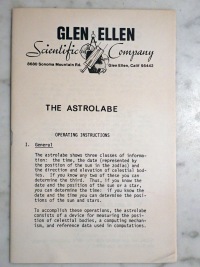 GLEN ELLEN
Scientific Company
8500 Sonoma Mountain Rd. Glen Ellen, Calif 95442
THE ASTROLABE
OPERATING INSTRUCTIONS
1. General
The astrolabe shows three classes of informa-
tion: the time, the date (represented
by the position of the sun in the zodiac) and
the direction and elevation of celestial bod-
ies. If you know any two of these you can
determine the third. Thus, if you know the
date and the position of the sun or a star,
you can determine the time: if you know the
date and the time you can determine the posi-
tions of the sun and stars.
To accomplish these operations, the astrolabe
consists of a device for measuring the posi-
tion of celestial bodies, a computing mechan-
ism, and reference data used in computations.